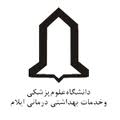 دانشگاه علوم پزشکی
وخدمات بهداشتی درمانی ایلام